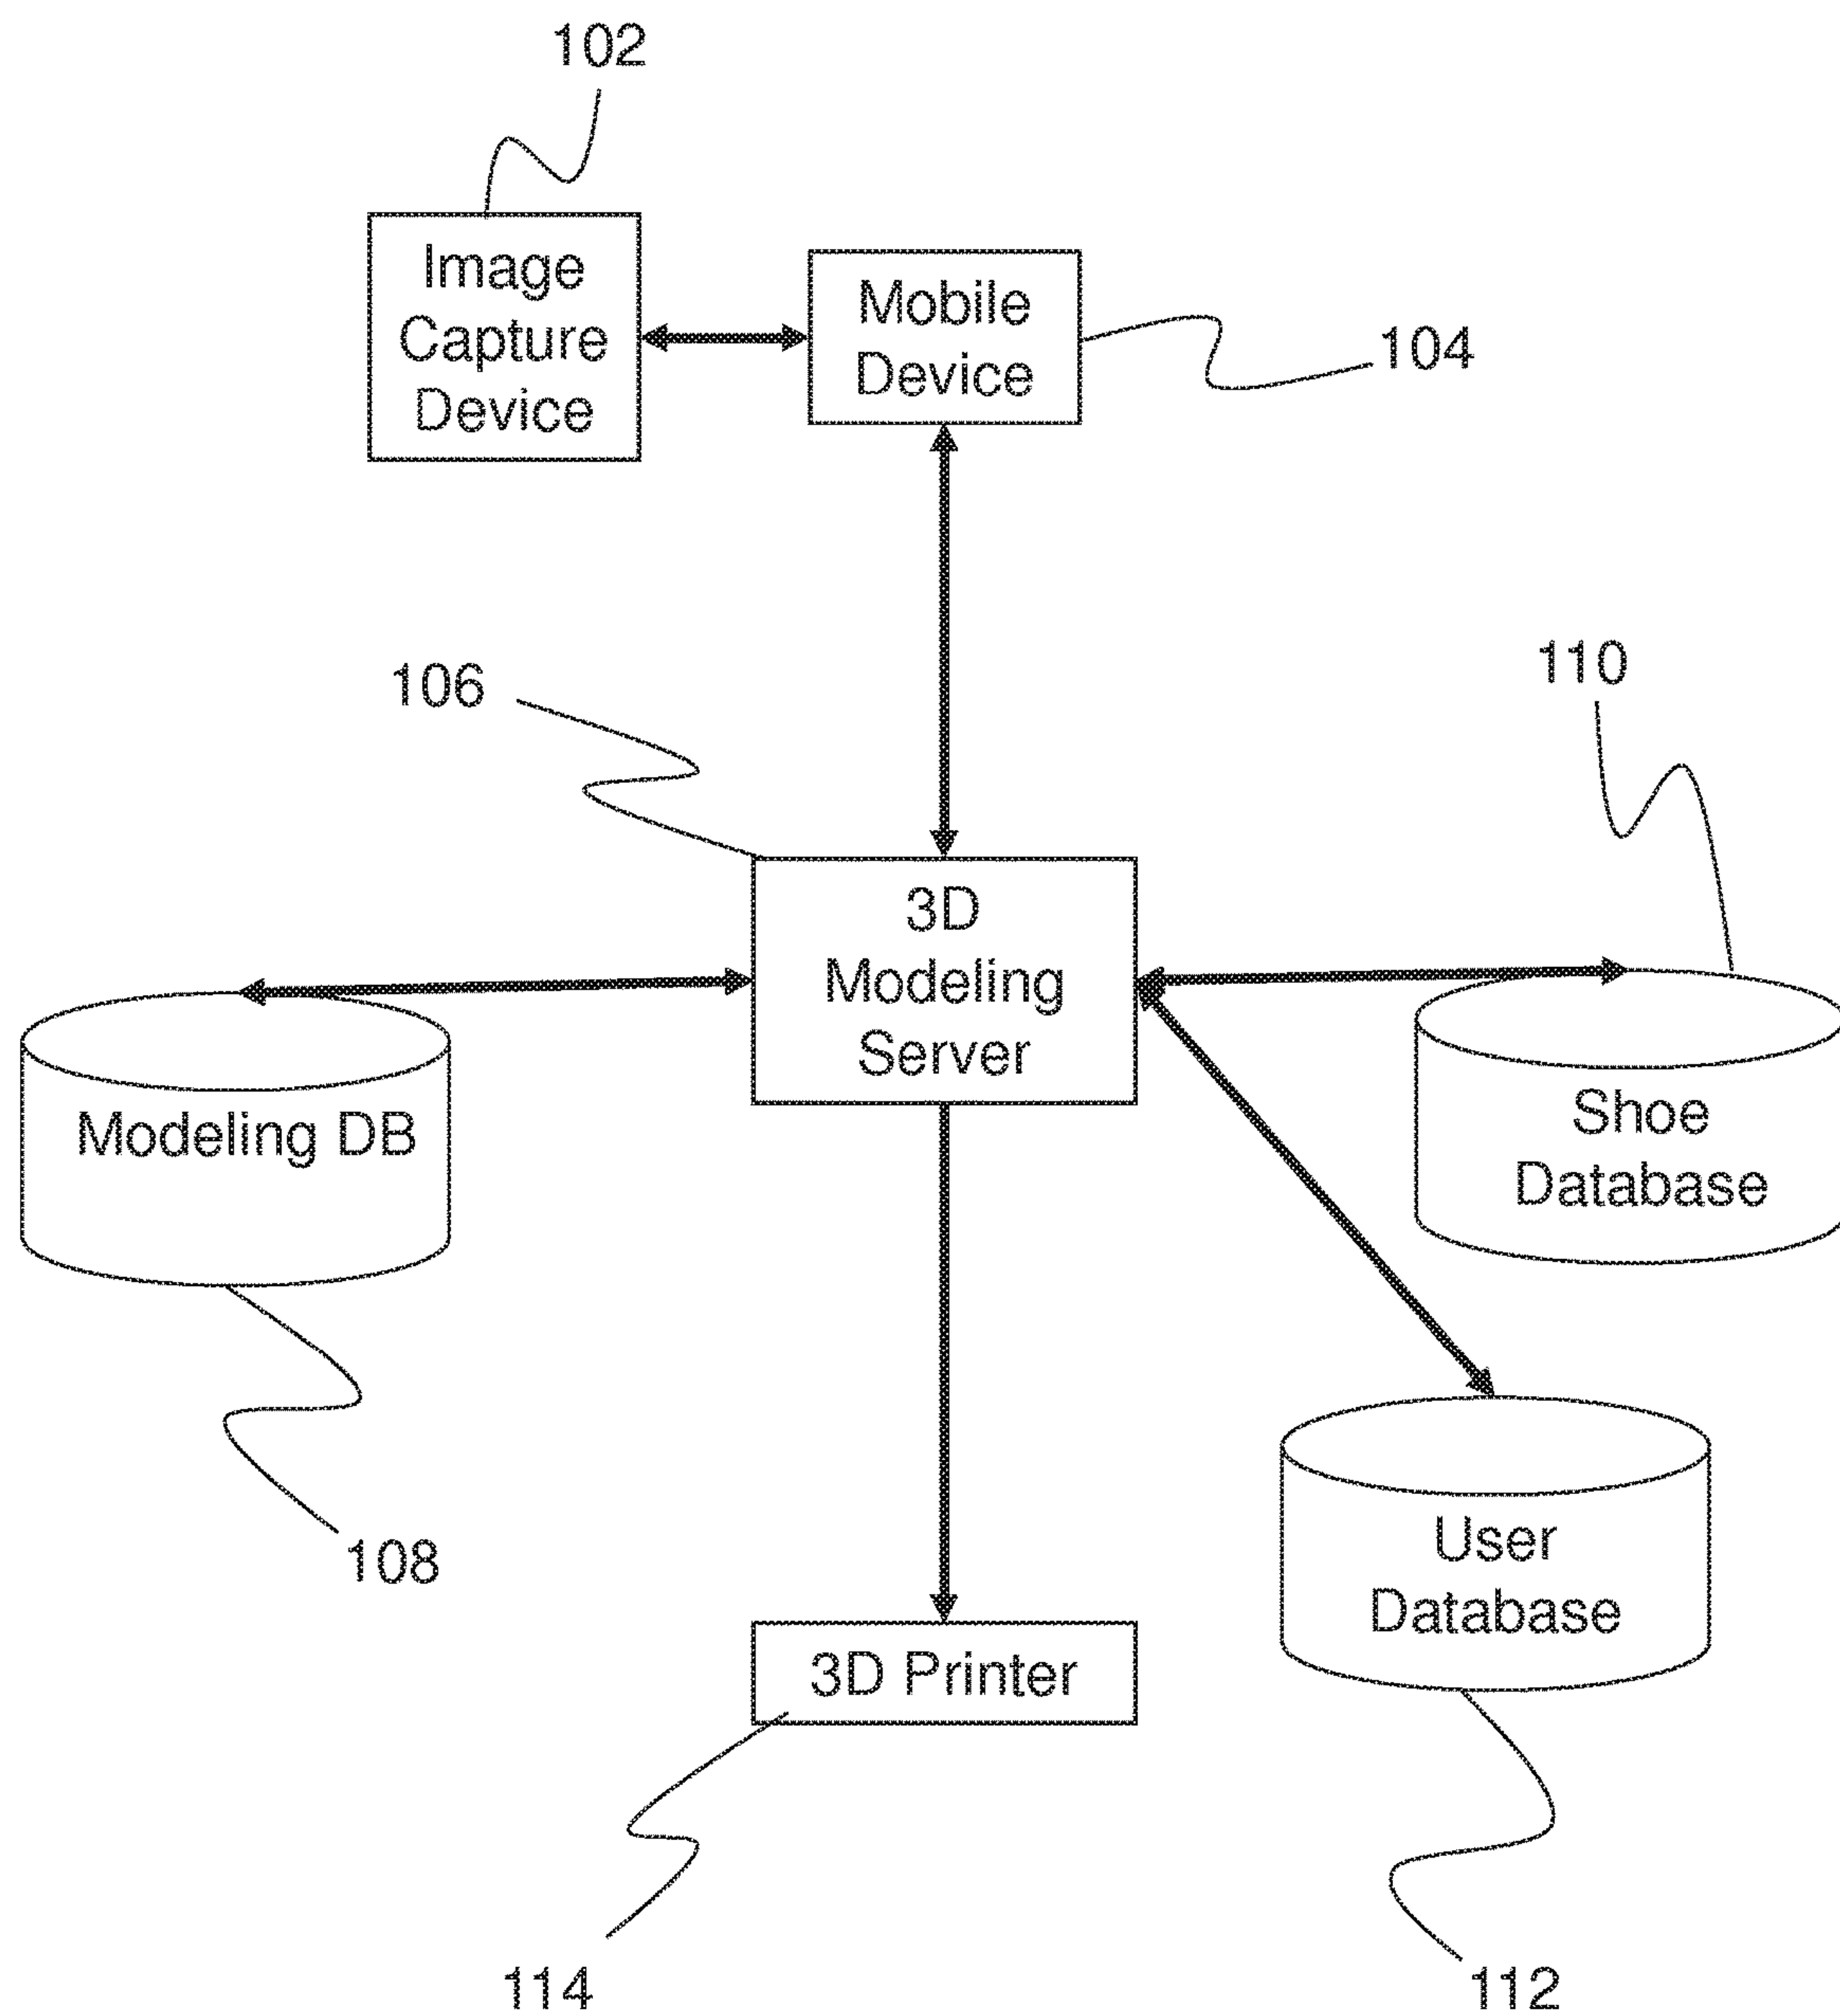 102
Image
Capture
Device
Mobile
Device
104
106
110
3D
Modeling
Server
Modeling DB
Shoe
Database
108
User
Database
3D Printer
114
112